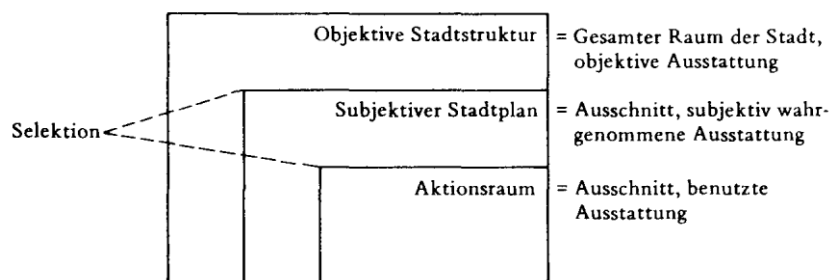 Objektive Stadtstruktur = Gesamter Raum der Stadt,
objektive Ausstattung
Subjektiver Stadtplan = Ausschnitt, subjektiv wahr-
Selektion genommene Ausstattung
Aktionsraum = Ausschnitt, benutzte
Ausstattung